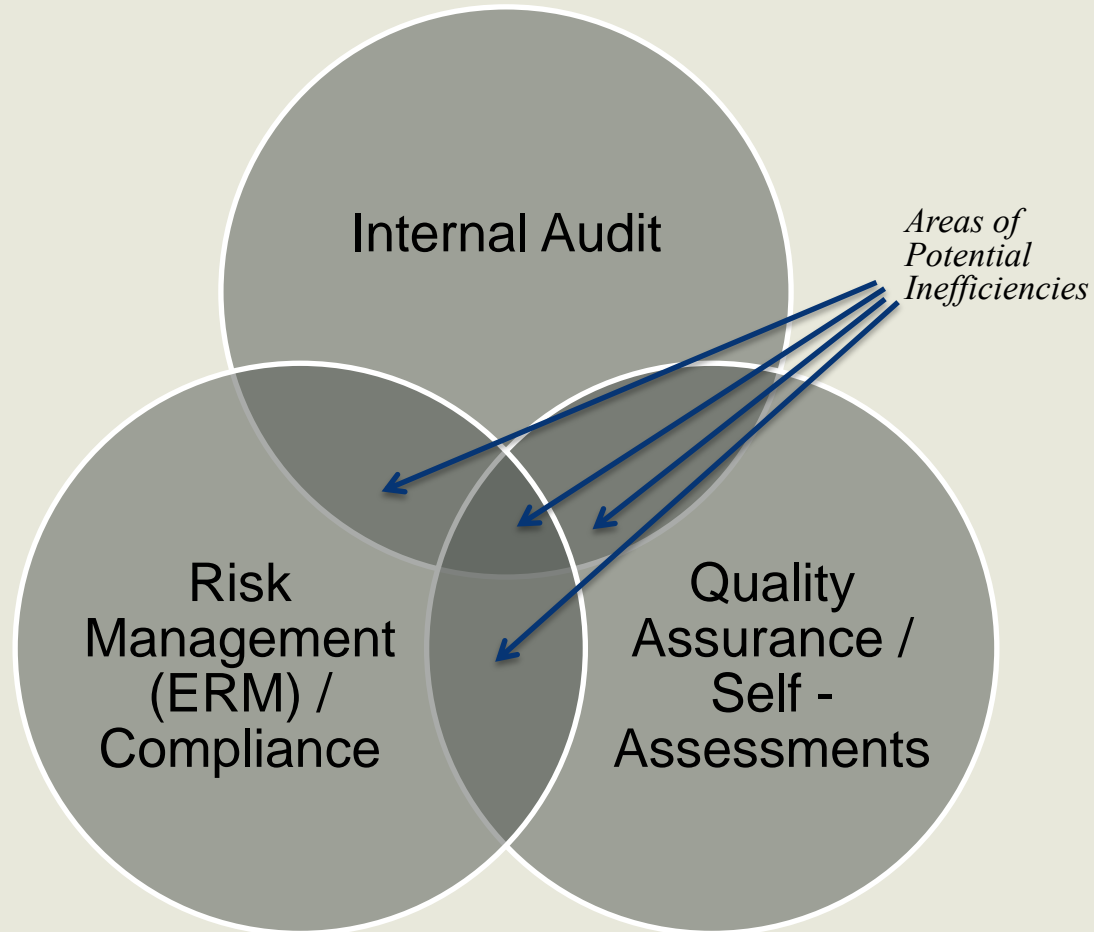 Internal Audit
Areas of
Potential
Inefficiencies
Risk
Management
(ERM) /
Compliance
Quality
Assurance /
Self -
Assessments